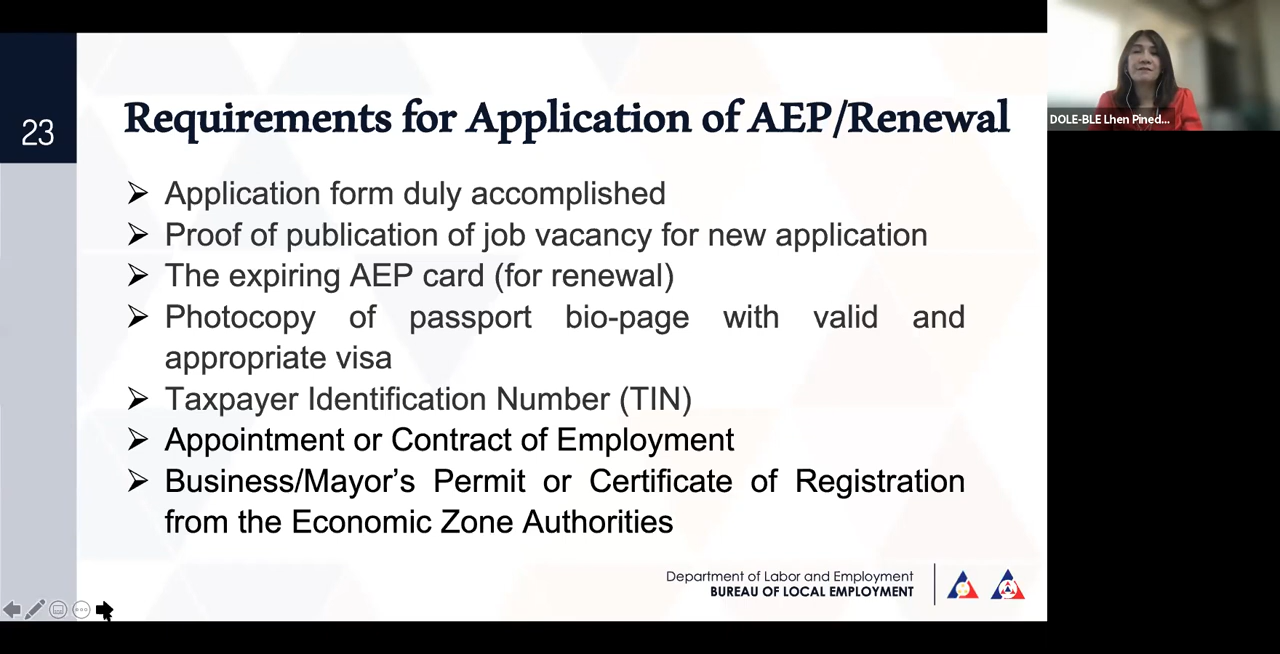 23
Requirements for Application of AEP/Renewal
Application form duly accomplished
Proof of publication of job vacancy for new application
The expiring AEP card (for renewal)
Photocopy of passport bio-page with valid and
appropriate visa
Taxpayer Identification Number (TIN)
Appointment or Contract of Employment
Business/Mayor’s Permit or Certificate of Registration
from the Economic Zone Authorities
Department of Labor and Employment
BUREAU OF LOCAL EMPLOYMENT
DOLE-BLE Lhen Pined...